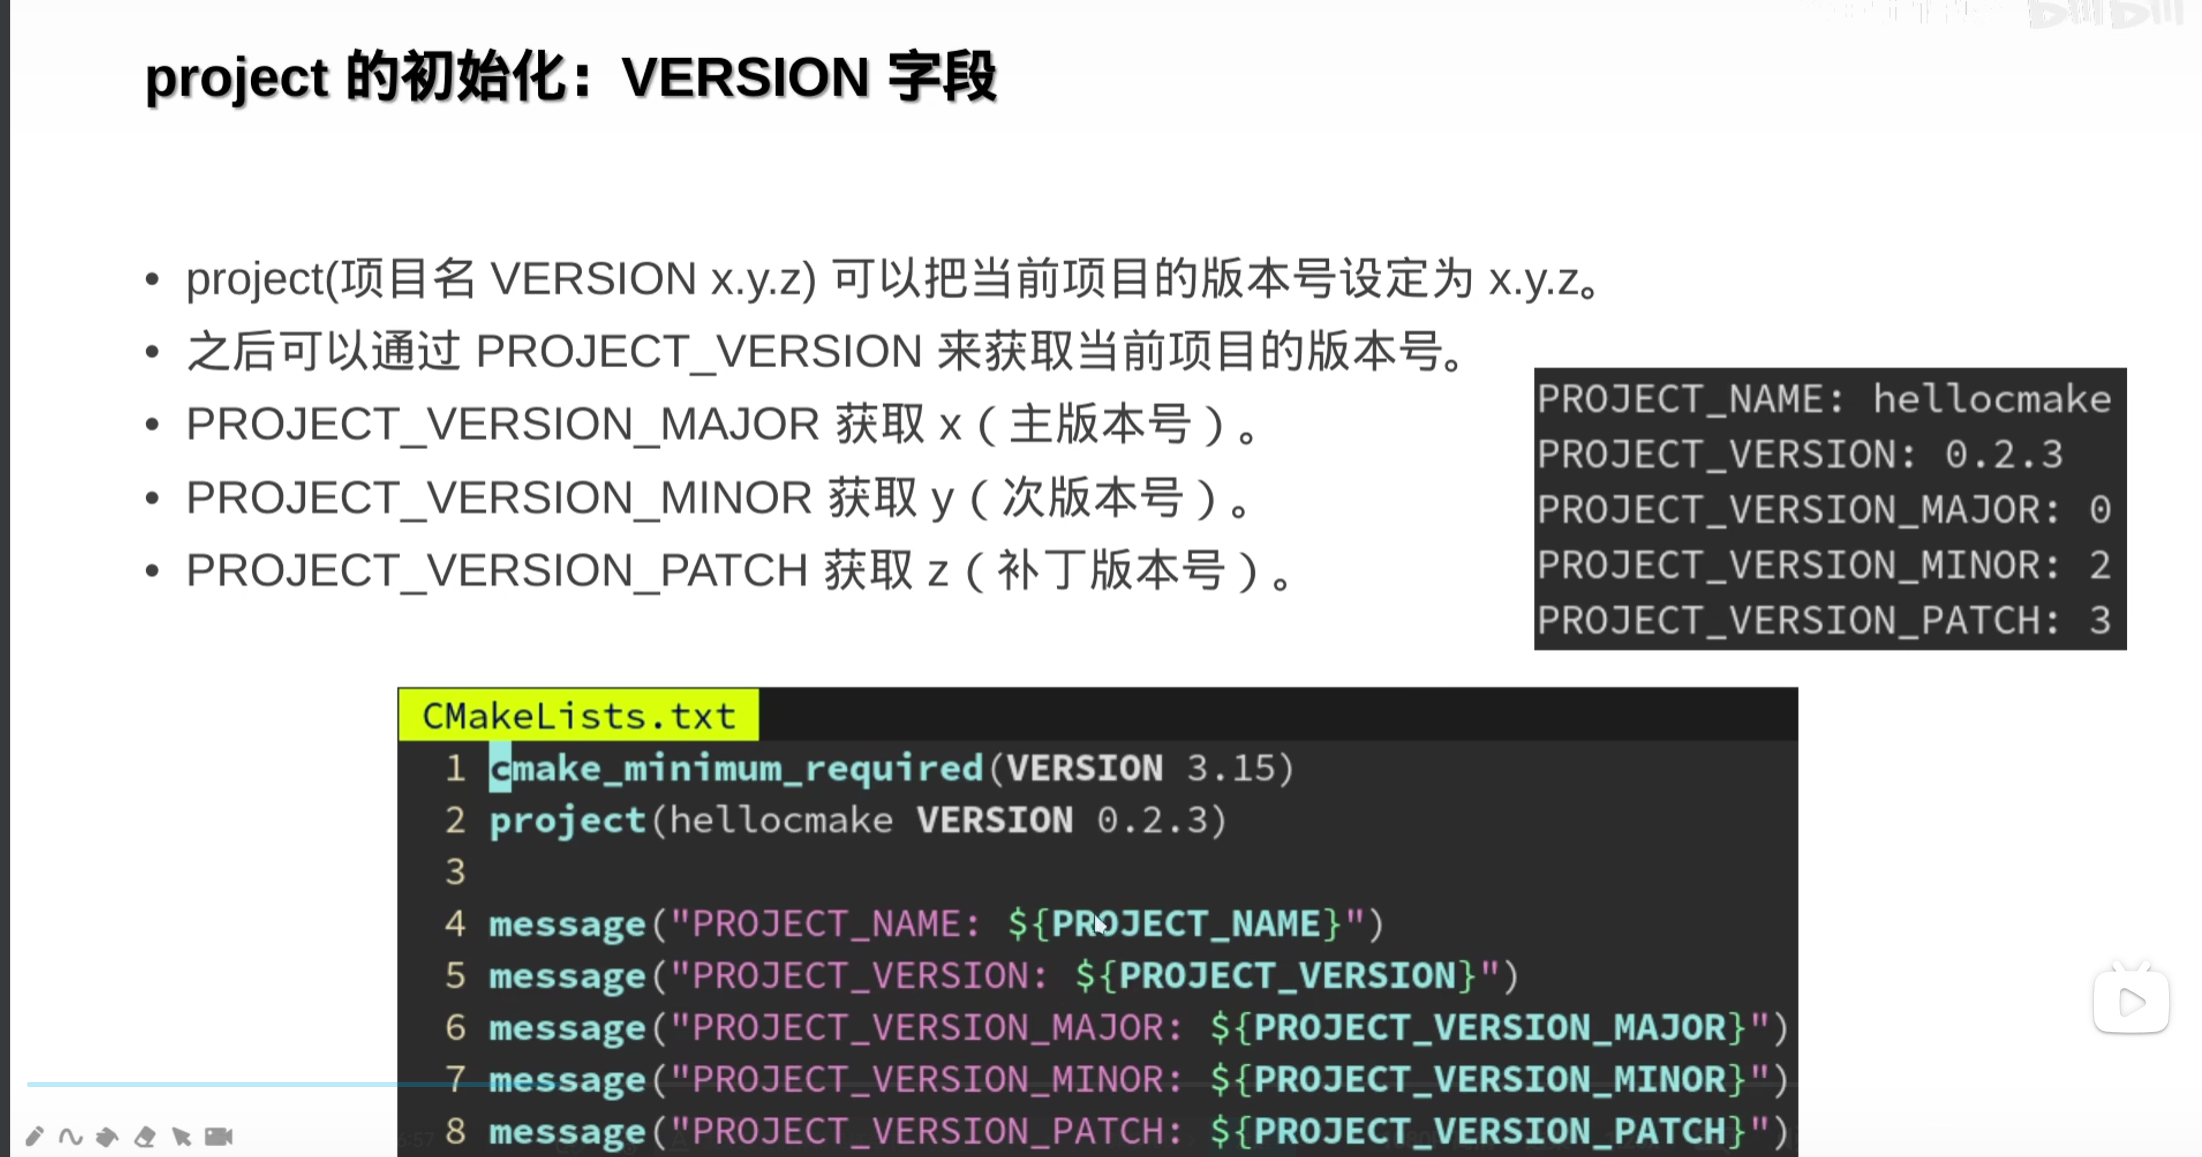 project 的初始化：VERSION 字段
• project(项目名 VERSION x.y.z) 可以把当前项目的版本号设定为 x.y.z。
• 之后可以通过 PROJECT_VERSION 来获取当前项目的版本号。
• PROJECT_VERSION_MAJOR 获取 x（主版本号）。
• PROJECT_VERSION_MINOR 获取 y（次版本号）。
• PROJECT_VERSION_PATCH 获取 z（补丁版本号）。
PROJECT_NAME: hellocmake
PROJECT_VERSION: 0.2.3
PROJECT_VERSION_MAJOR: 0
PROJECT_VERSION_MINOR: 2
PROJECT_VERSION_PATCH: 3
CMakeLists.txt
1 cmake_minimum_required(VERSION 3.15)
2 project(hellocmake VERSION 0.2.3)
3
4 message("PROJECT_NAME: ${PROJECT_NAME}")
5 message("PROJECT_VERSION: ${PROJECT_VERSION}")
6 message("PROJECT_VERSION_MAJOR: ${PROJECT_VERSION_MAJOR}")
7 message("PROJECT_VERSION_MINOR: ${PROJECT_VERSION_MINOR}")
8 message("PROJECT_VERSION_PATCH: ${PROJECT_VERSION_PATCH}")